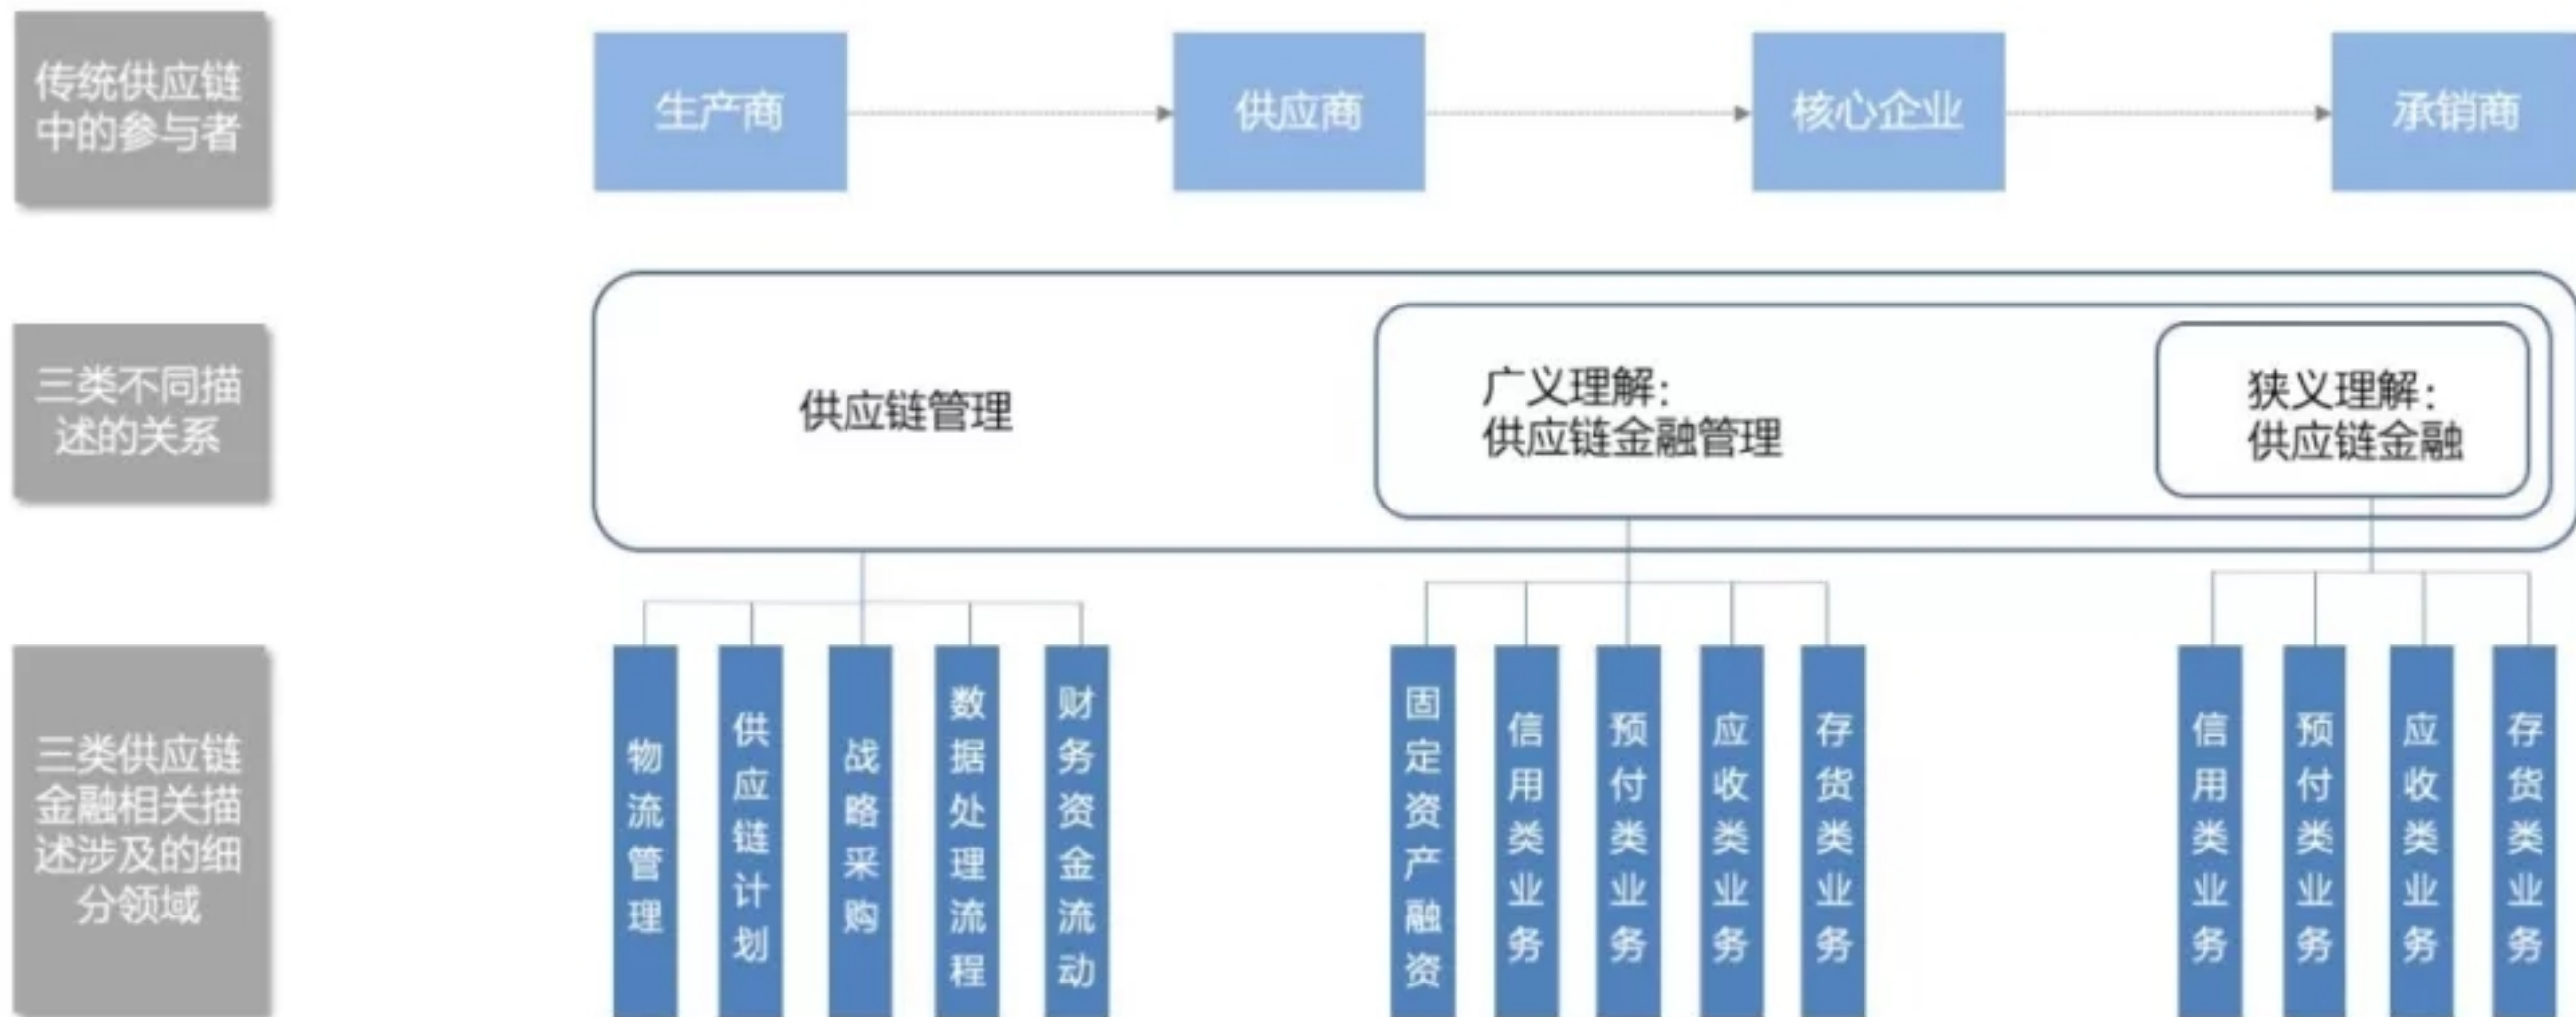 传统供应链
中的参与者
生产商
供应商
核心企业
承销商
三类不同描
述的关系
供应链管理
广义理解：
供应链金融管理
狭义理解：
供应链金融
三类供应链
金融相关描
述涉及的细
分领域
物流管理
供应链计划
战略采购
数据处理流程
财务资金流动
固定资产融资
信用类业务
预付类业务
应收类业务
存货类业务
信用类业务
预付类业务
应收类业务
存货类业务